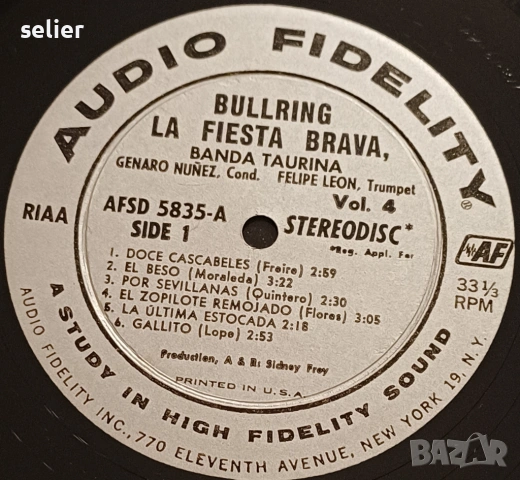 selier
AUDIO FIDELITY®
BULLRING
LA FIESTA BRAVA,
BANDA TAURINA
GENARO NUÑEZ, Cond. FELIPE LEON, Trumpet
Vol. 4
RIAA
AFSD 5835-A
SIDE 1
STEREODISC*
*Reg. Appl. For
AF
33 1/3
RPM
1. DOCE CASCABELES (Freire) 2:59
2. EL BESO (Moraleda) 3:22
3. POR SEVILLANAS (Quintero) 2:30
4. EL ZOPILOTE REMOJADO (Flores) 3:05
5. LA ÚLTIMA ESTOCADA 2:18
6. GALLITO (Lope) 2:53
Production, A & R: Sidney Frey
PRINTED IN U.S.A.
A STUDY IN HIGH FIDELITY SOUND
AUDIO FIDELITY INC., 770 ELEVENTH AVENUE, NEW YORK 19, N.Y.
BAZAR